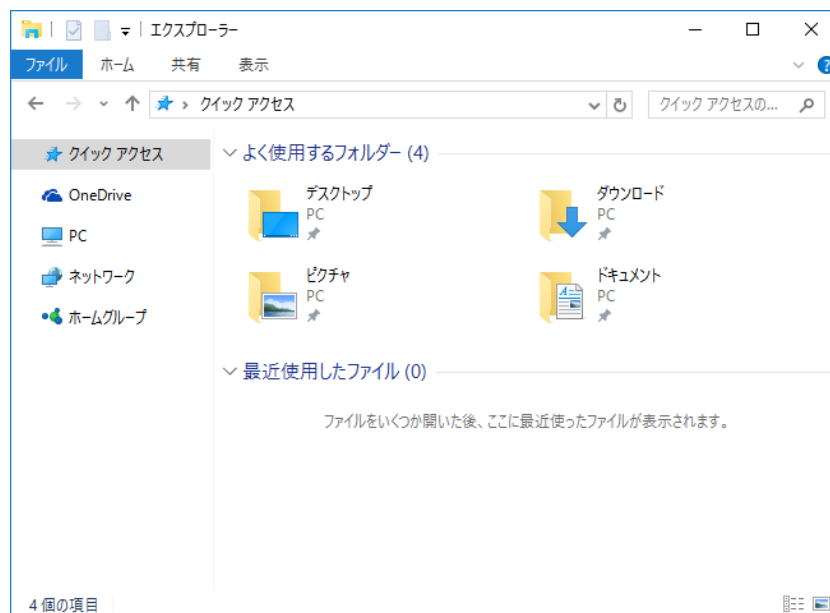 エクスプローラー
ファイル ホーム 共有 表示 ?
クイック アクセス クイック アクセスの...
クイック アクセス
OneDrive
PC
ネットワーク
ホームグループ
よく使用するフォルダー (4)
デスクトップ
PC
ダウンロード
PC
ピクチャ
PC
ドキュメント
PC
最近使用したファイル (0)
ファイルをいくつか開いた後、ここに最近使ったファイルが表示されます。
4 個の項目